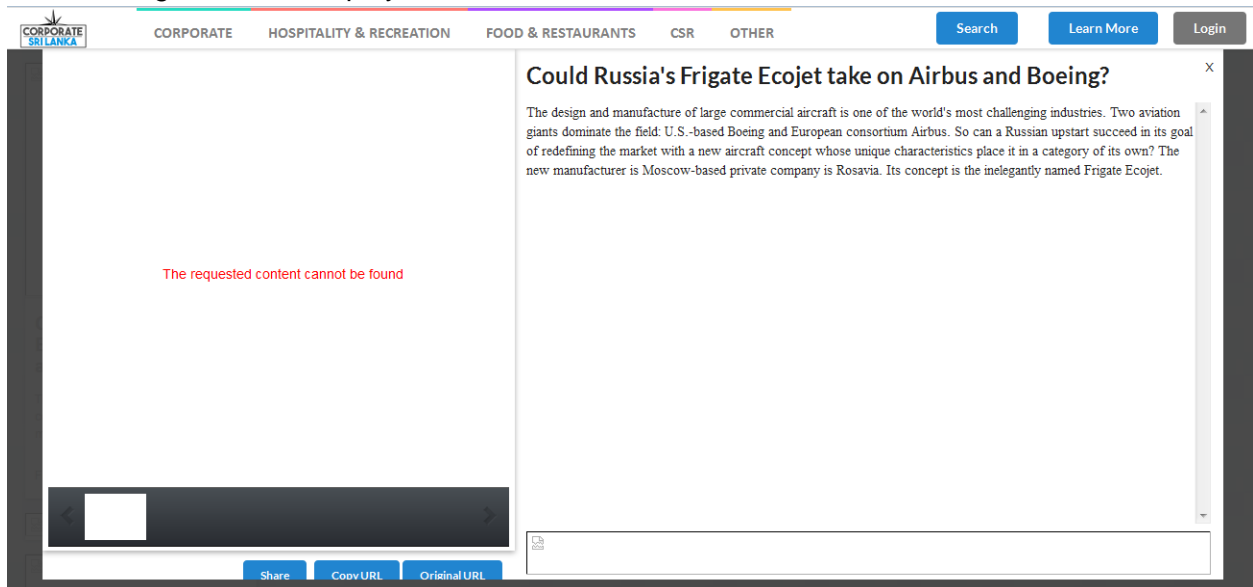 CORPORATE
SRI LANKA
CORPORATE
HOSPITALITY & RECREATION
FOOD & RESTAURANTS
CSR
OTHER
Search
Learn More
Login
Could Russia's Frigate Ecojet take on Airbus and Boeing?
X
The design and manufacture of large commercial aircraft is one of the world's most challenging industries. Two aviation
giants dominate the field: U.S.-based Boeing and European consortium Airbus. So can a Russian upstart succeed in its goal
of redefining the market with a new aircraft concept whose unique characteristics place it in a category of its own? The
new manufacturer is Moscow-based private company is Rosavia. Its concept is the inelegantly named Frigate Ecojet.
The requested content cannot be found
Share
Copy URL
Original URL